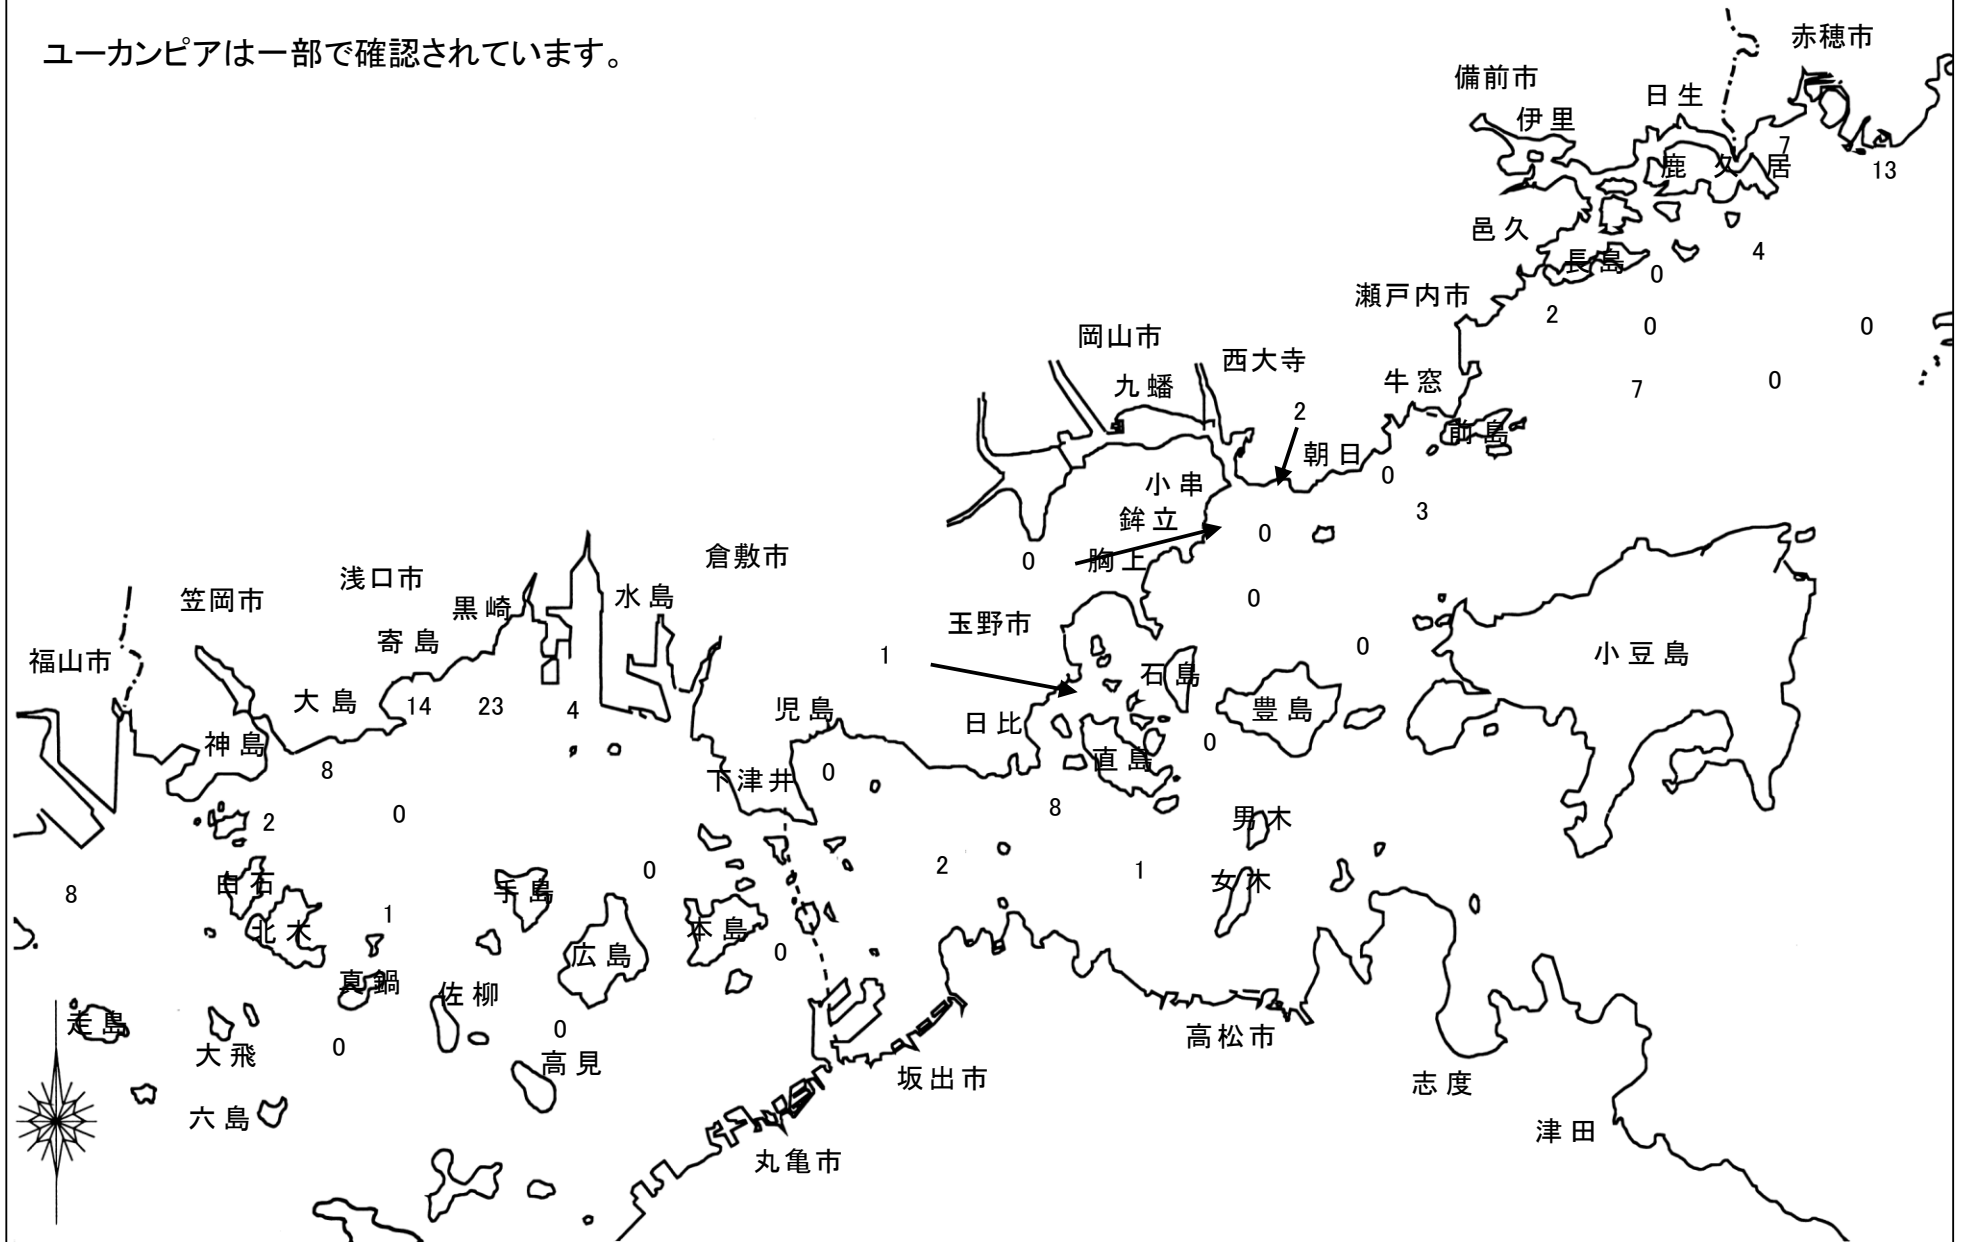 ユーカンピアは一部で確認されています。
赤穂市
備前市
日生
伊里
7
鹿久居
13
邑久
4
長島
0
瀬戸内市
2
0
0
岡山市
西大寺
九蟠
牛窓
0
7
2
前島
朝日
0
小串
3
鉾立
0
倉敷市
0
胸上
浅口市
笠岡市
黒崎
水島
0
玉野市
寄島
0
1
小豆島
福山市
石島
大島
14
23
4
児島
日比
豊島
神島
0
直島
8
下津井
0
8
0
2
男木
0
2
1
女木
8
白石
手島
1
北木
本島
広島
0
真鍋
佐柳
走島
0
高松市
0
大飛
高見
坂出市
志度
六島
津田
丸亀市